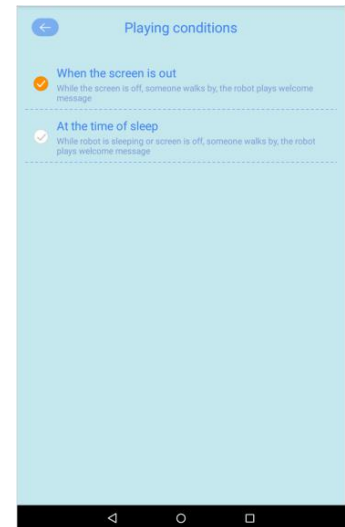 Playing conditions
When the screen is out
While the screen is off, someone walks by, the robot plays welcome
message
At the time of sleep
While robot is sleeping or screen is off, someone walks by, the robot
plays welcome message